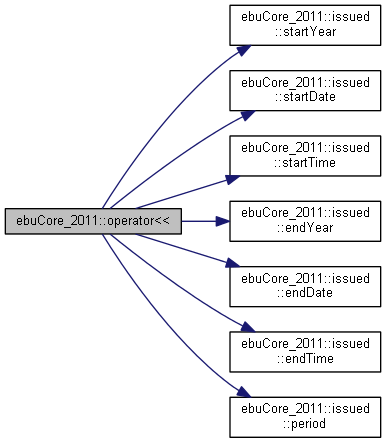 ebuCore_2011::issued
::startYear
ebuCore_2011::issued
::startDate
ebuCore_2011::issued
::startTime
ebuCore_2011::operator<<
ebuCore_2011::issued
::endYear
ebuCore_2011::issued
::endDate
ebuCore_2011::issued
::endTime
ebuCore_2011::issued
::period